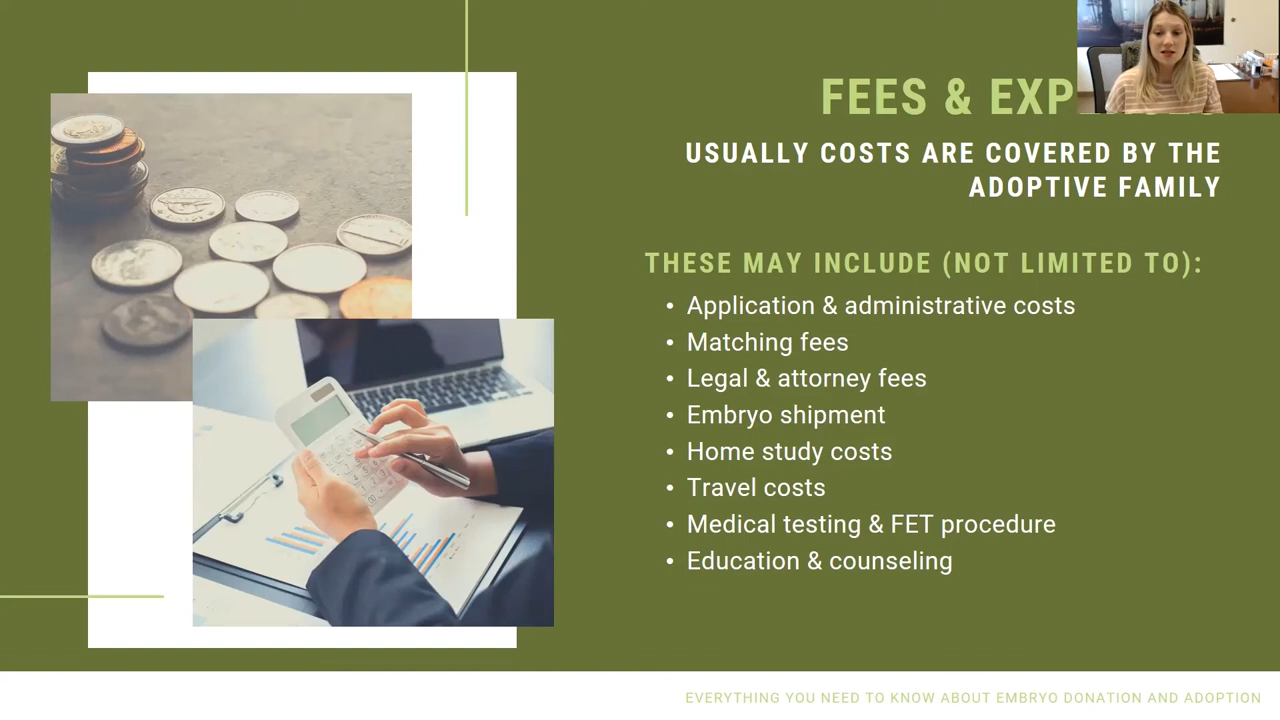 FEES & EXP
USUALLY COSTS ARE COVERED BY THE
ADOPTIVE FAMILY
THESE MAY INCLUDE (NOT LIMITED TO):
• Application & administrative costs
• Matching fees
• Legal & attorney fees
• Embryo shipment
• Home study costs
• Travel costs
• Medical testing & FET procedure
• Education & counseling
EVERYTHING YOU NEED TO KNOW ABOUT EMBRYO DONATION AND ADOPTION